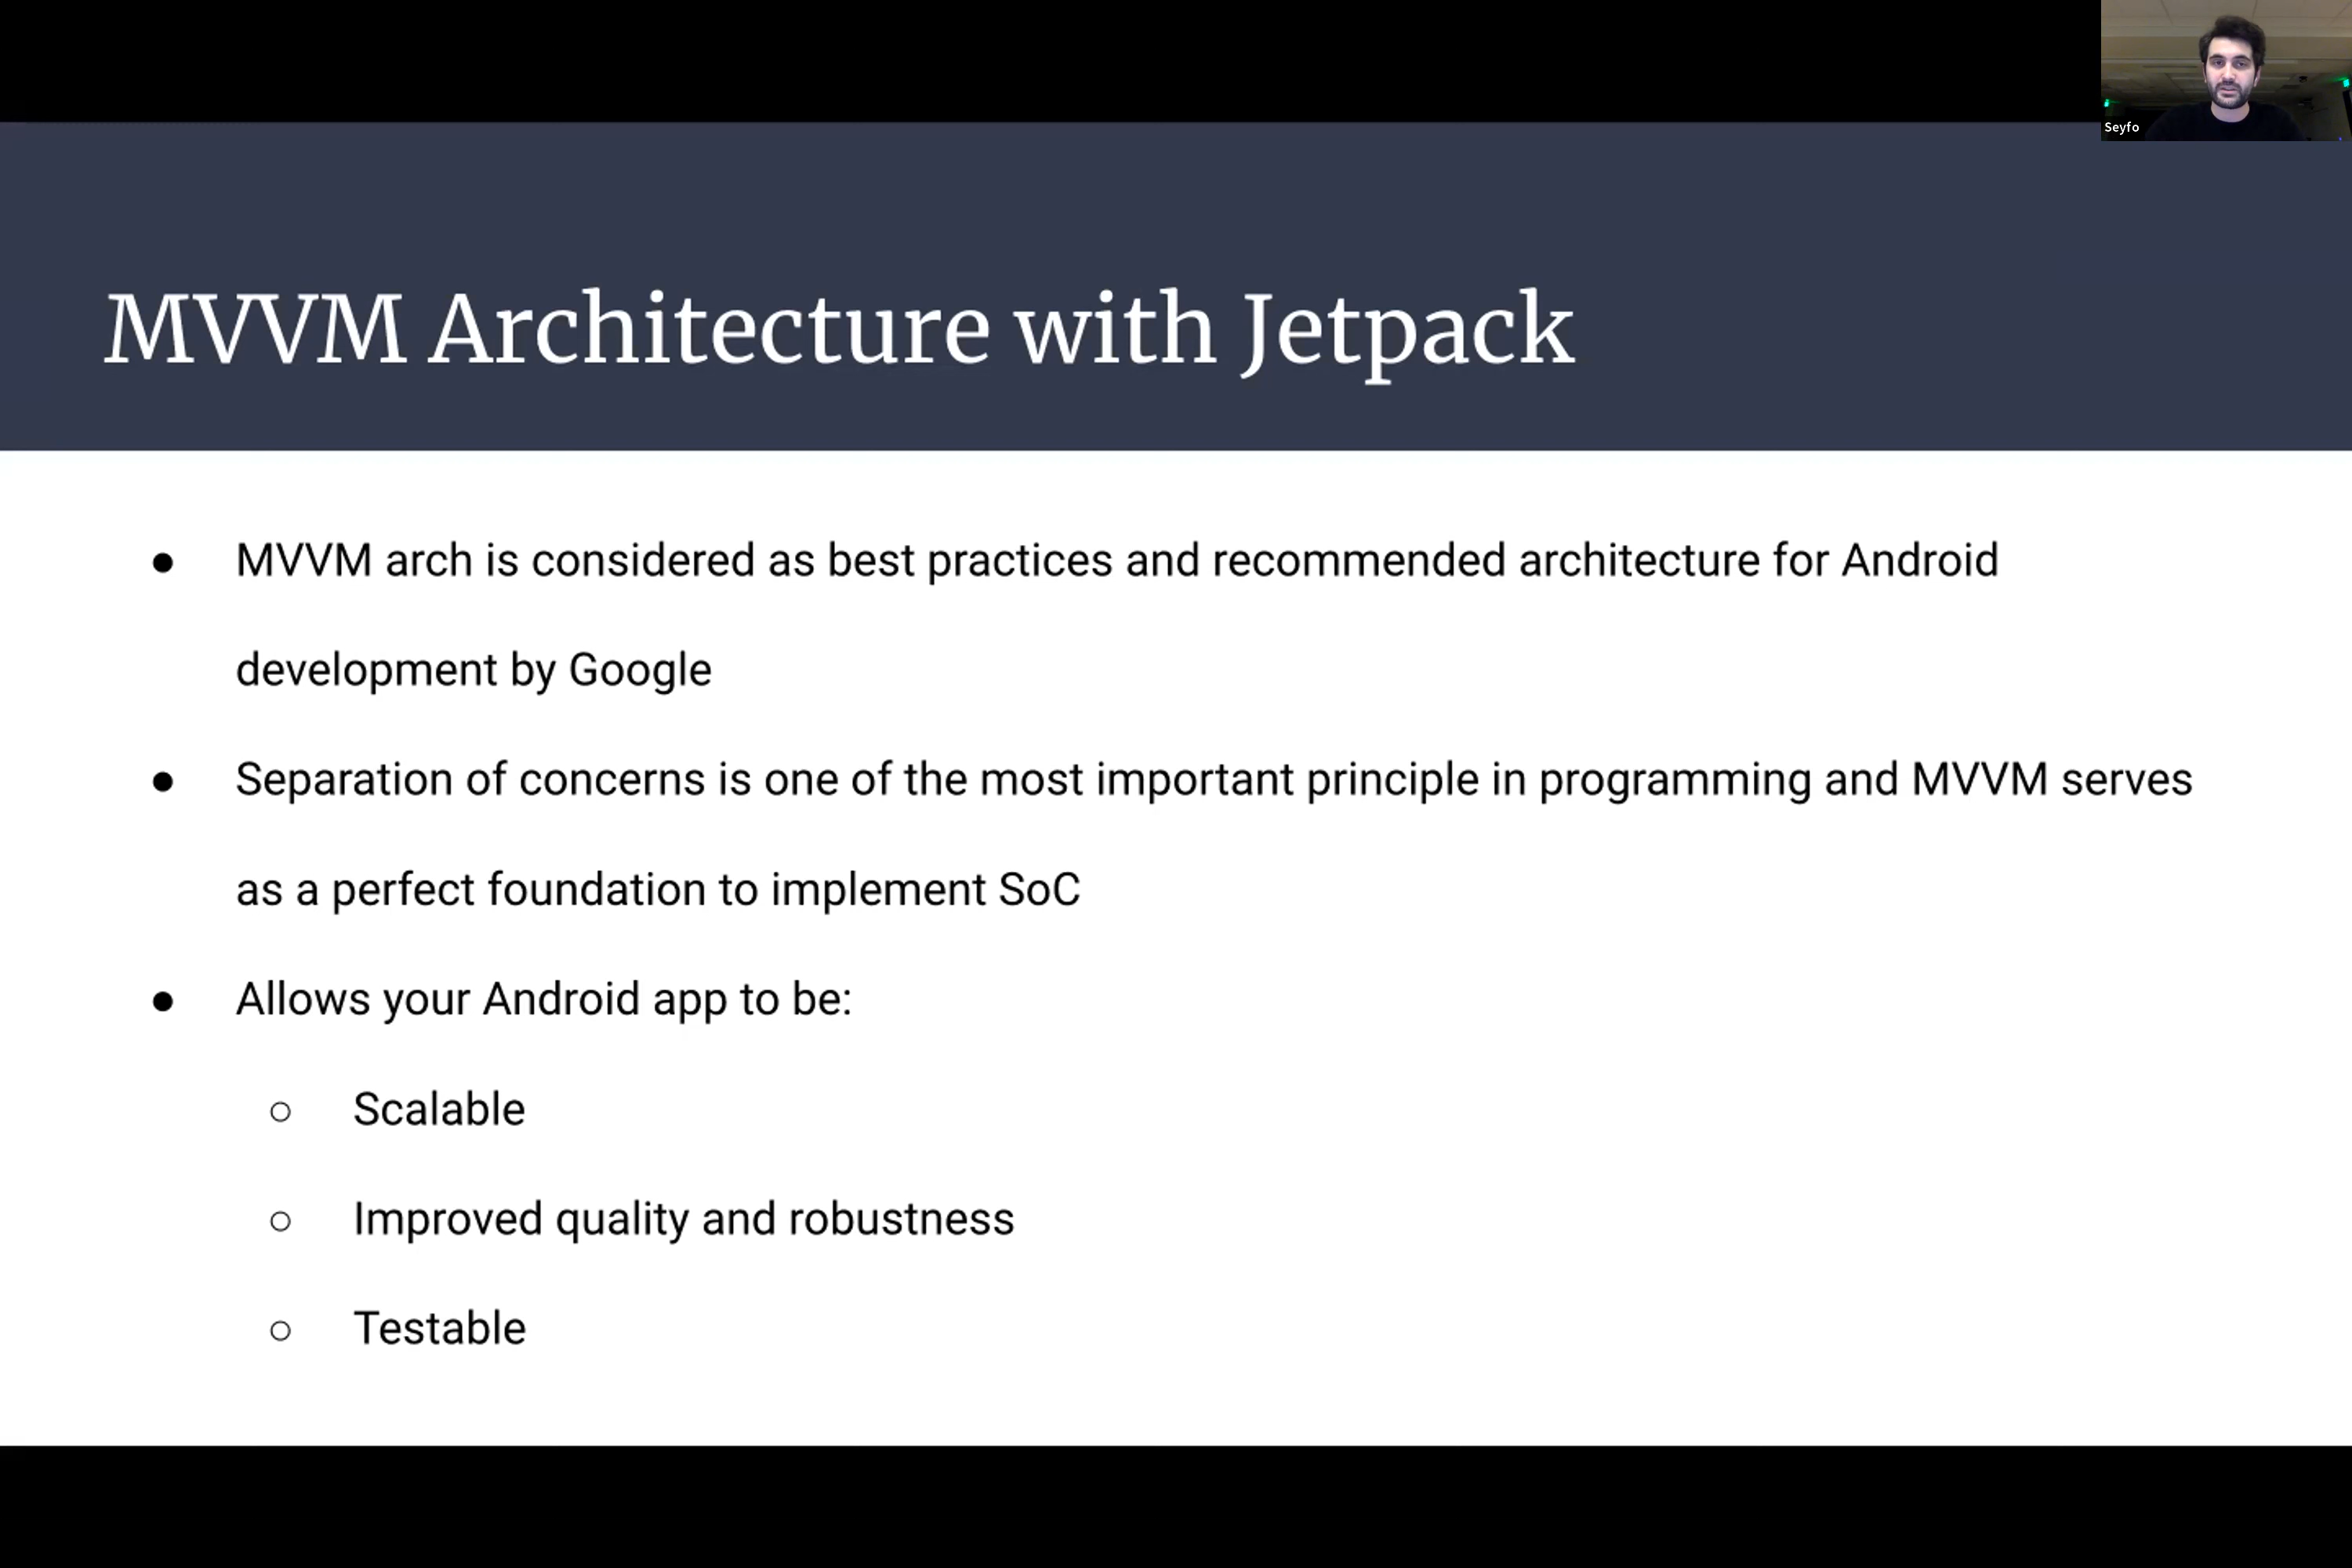 Seyfo
MVVM Architecture with Jetpack
● MVVM arch is considered as best practices and recommended architecture for Android
development by Google
● Separation of concerns is one of the most important principle in programming and MVVM serves
as a perfect foundation to implement SoC
● Allows your Android app to be:
○ Scalable
○ Improved quality and robustness
○ Testable